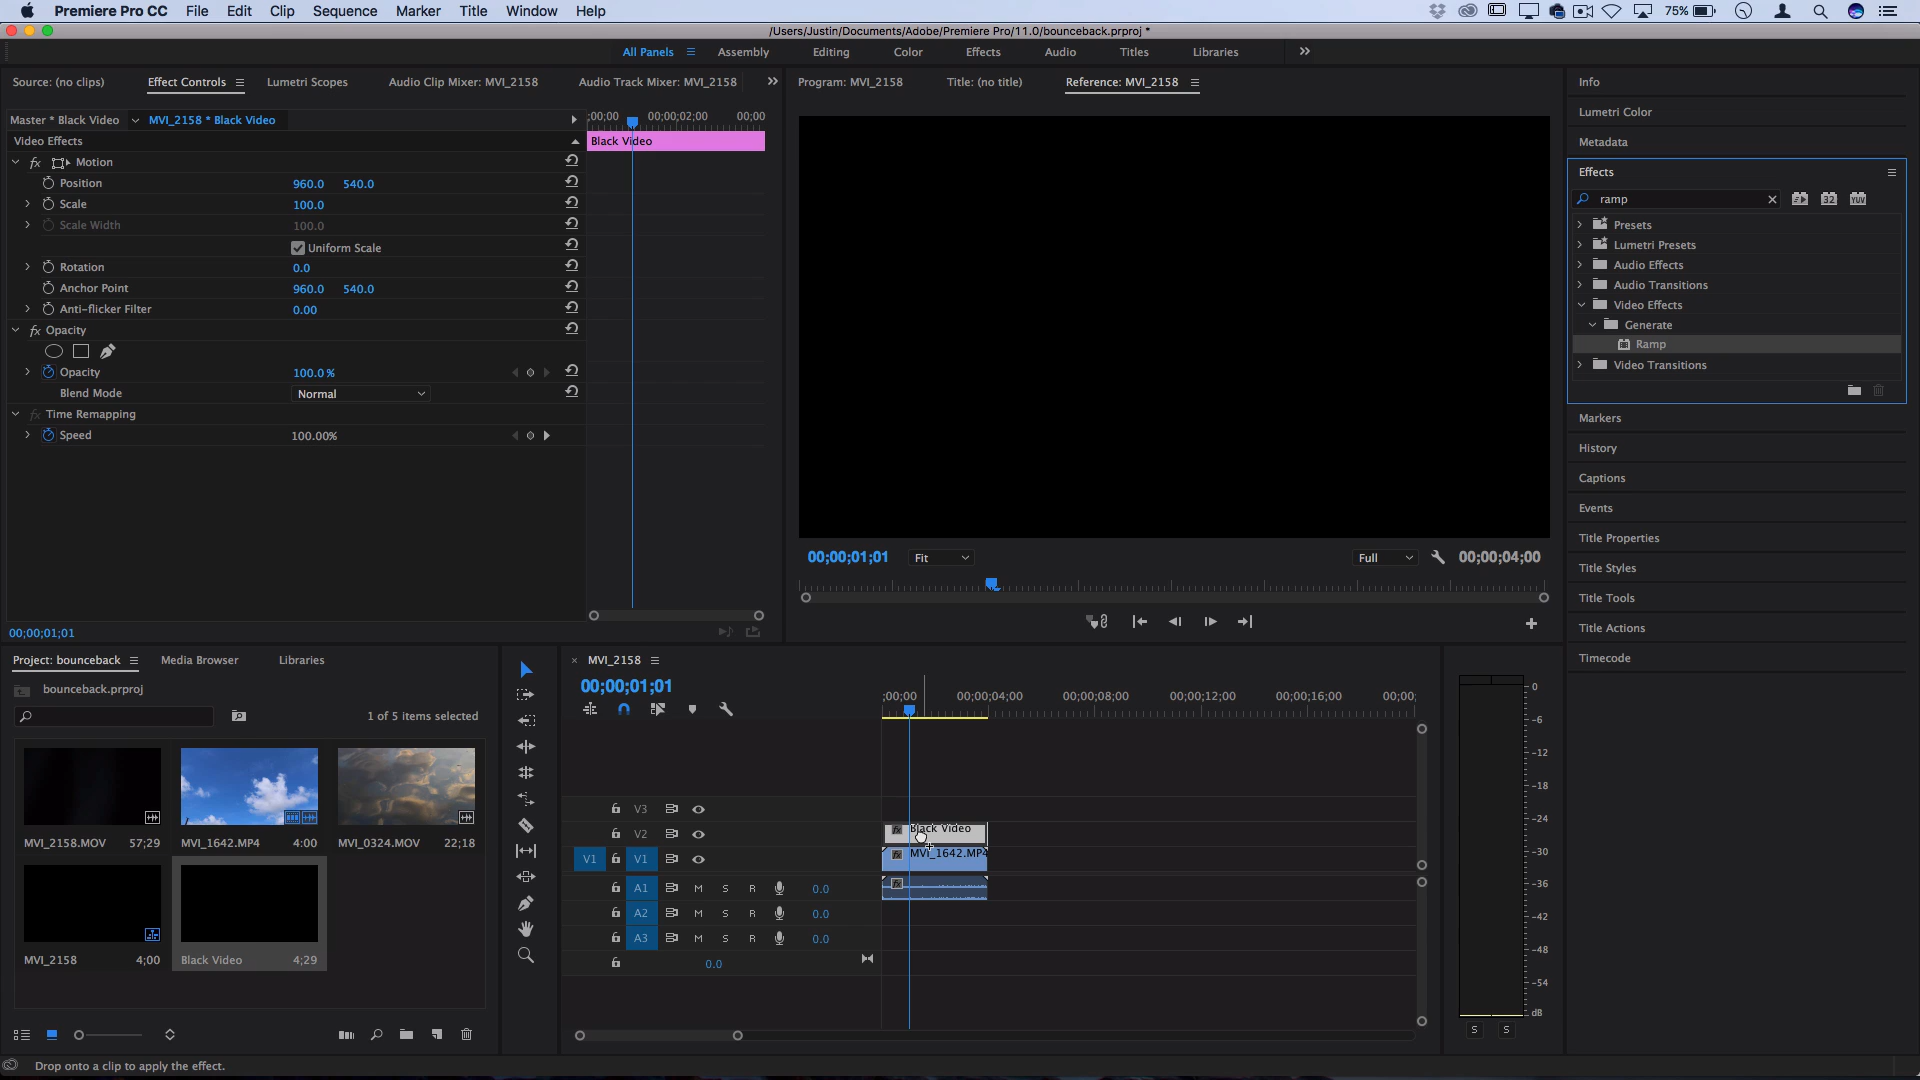 Premiere Pro CC File Edit Clip Sequence Marker Title Window Help 75%
/Users/Justin/Documents/Adobe/Premiere Pro/11.0/bounceback.prproj *
All Panels Assembly Editing Color Effects Audio Titles Libraries
Source: (no clips) Effect Controls Lumetri Scopes Audio Clip Mixer: MVI_2158 Audio Track Mixer: MVI_2158
Master * Black Video MVI_2158 * Black Video
;00;00 00;00;02;00 00;00
Video Effects
Black Video
fx Motion
Position 960.0 540.0
Scale 100.0
Scale Width 100.0
Uniform Scale
Rotation 0.0
Anchor Point 960.0 540.0
Anti-flicker Filter 0.00
fx Opacity
Opacity 100.0 %
Blend Mode Normal
fx Time Remapping
Speed 100.00%
00;00;01;01
Program: MVI_2158 Title: (no title) Reference: MVI_2158
00;00;01;01 Fit Full 00;00;04;00
Info
Lumetri Color
Metadata
Effects
ramp 32 YUV
Presets
Lumetri Presets
Audio Effects
Audio Transitions
Video Effects
Generate
Ramp
Video Transitions
Markers
History
Captions
Events
Title Properties
Title Styles
Title Tools
Title Actions
Timecode
Project: bounceback Media Browser Libraries
bounceback.prproj
1 of 5 items selected
MVI_2158.MOV 57;29
MVI_1642.MP4 4:00
MVI_0324.MOV 22;18
MVI_2158 4;00
Black Video 4;29
Drop onto a clip to apply the effect.
MVI_2158
00;00;01;01
;00;00 00;00;04;00 00;00;08;00 00;00;12;00 00;00;16;00 00;00;
V3
V2
fx Black Video
V1 V1
fx MVI_1642.MP4
A1 M S R 0.0
fx
A2 M S R 0.0
A3 M S R 0.0
0.0
0
-6
-12
-18
-24
-30
-36
-42
-48
-54
dB
S S